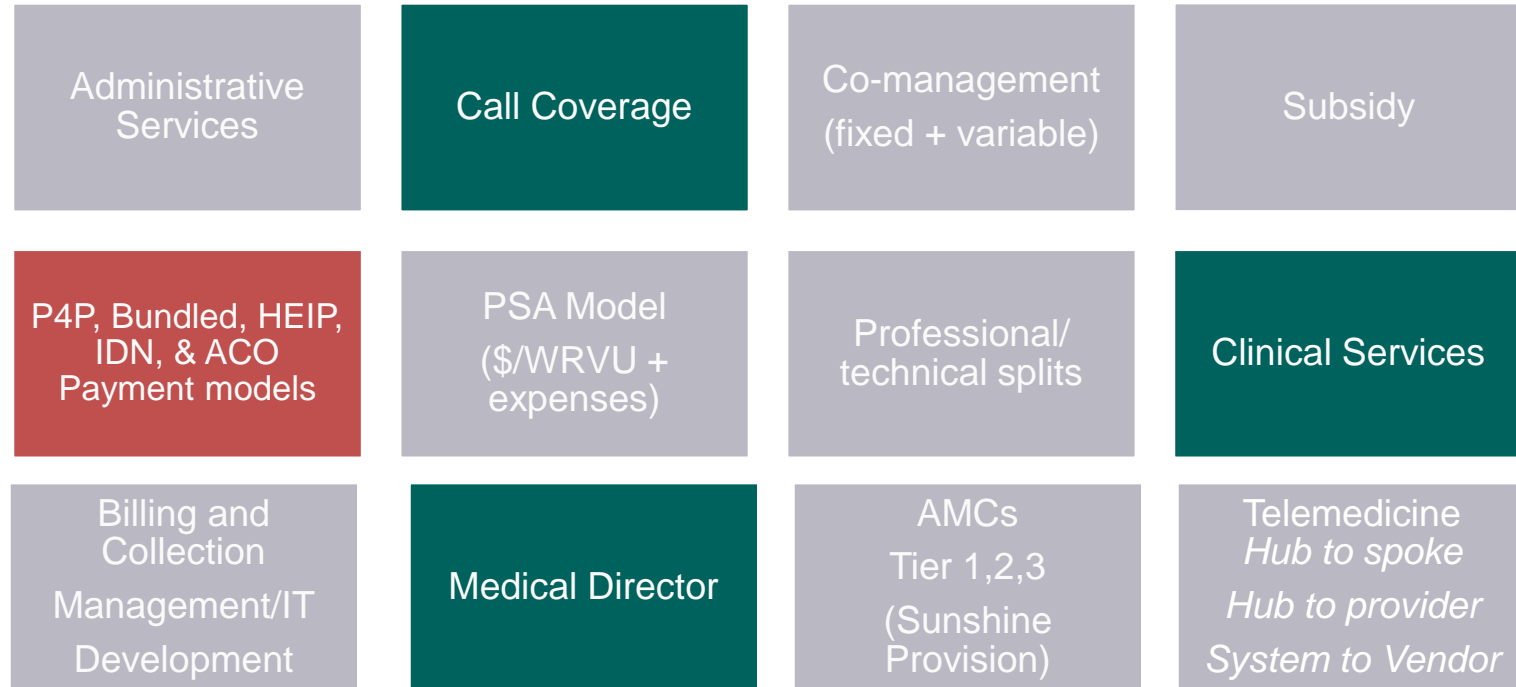 Administrative
Services
Call Coverage
Co-management
(fixed + variable)
Subsidy
P4P, Bundled, HEIP,
IDN, & ACO
Payment models
PSA Model
($/WRVU +
expenses)
Professional/
technical splits
Clinical Services
Billing and
Collection
Management/IT
Development
Medical Director
AMCs
Tier 1,2,3
(Sunshine
Provision)
Telemedicine
Hub to spoke
Hub to provider
System to Vendor